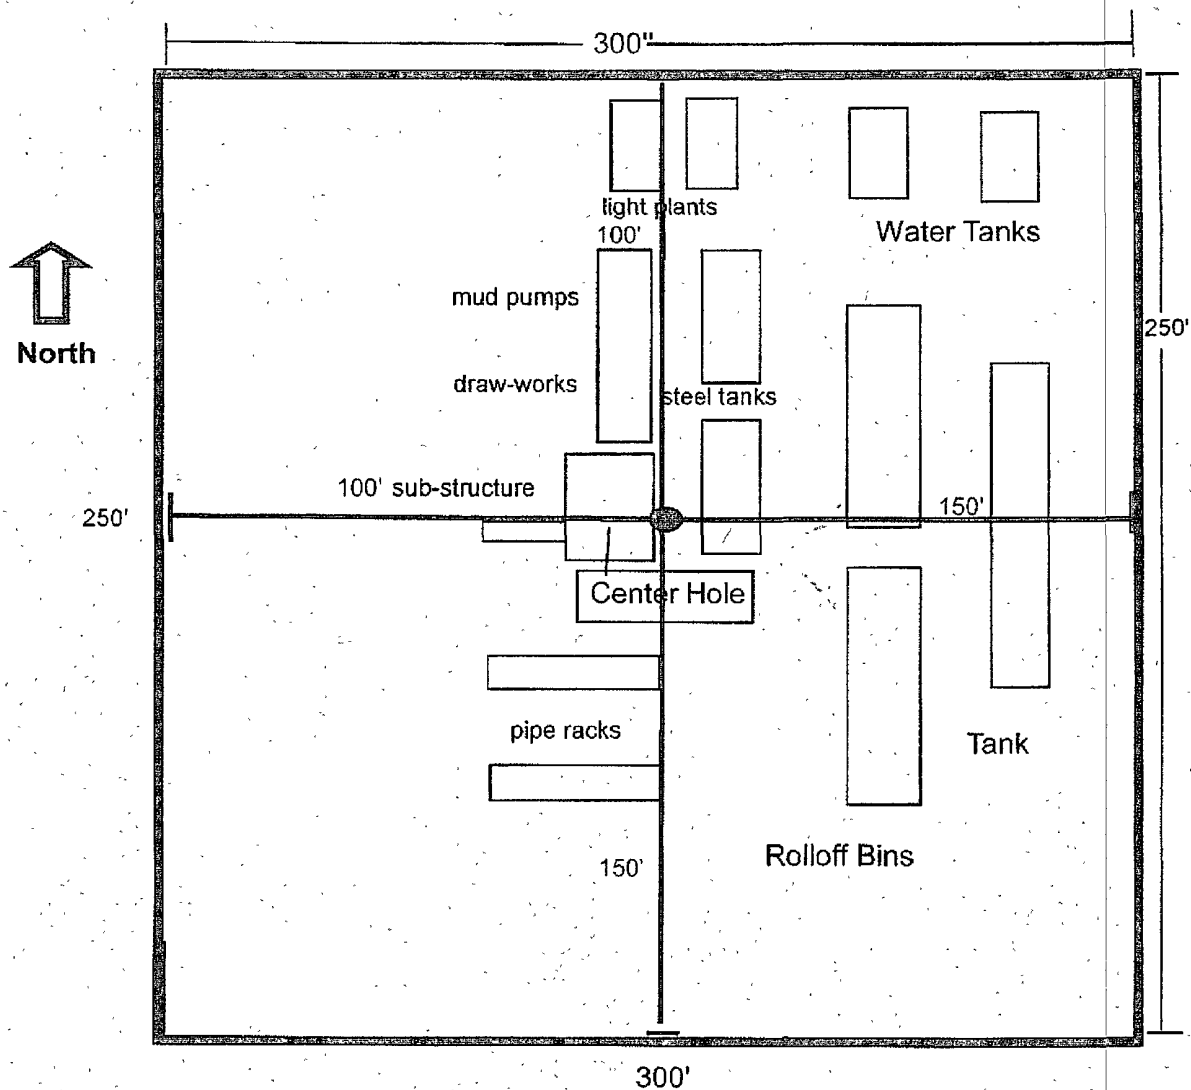 300"
light plants
100'
Water Tanks
mud pumps
North
250'
draw-works
steel tanks
100' sub-structure
150'
250'
Center Hole
pipe racks
Tank
Rolloff Bins
150'
300'